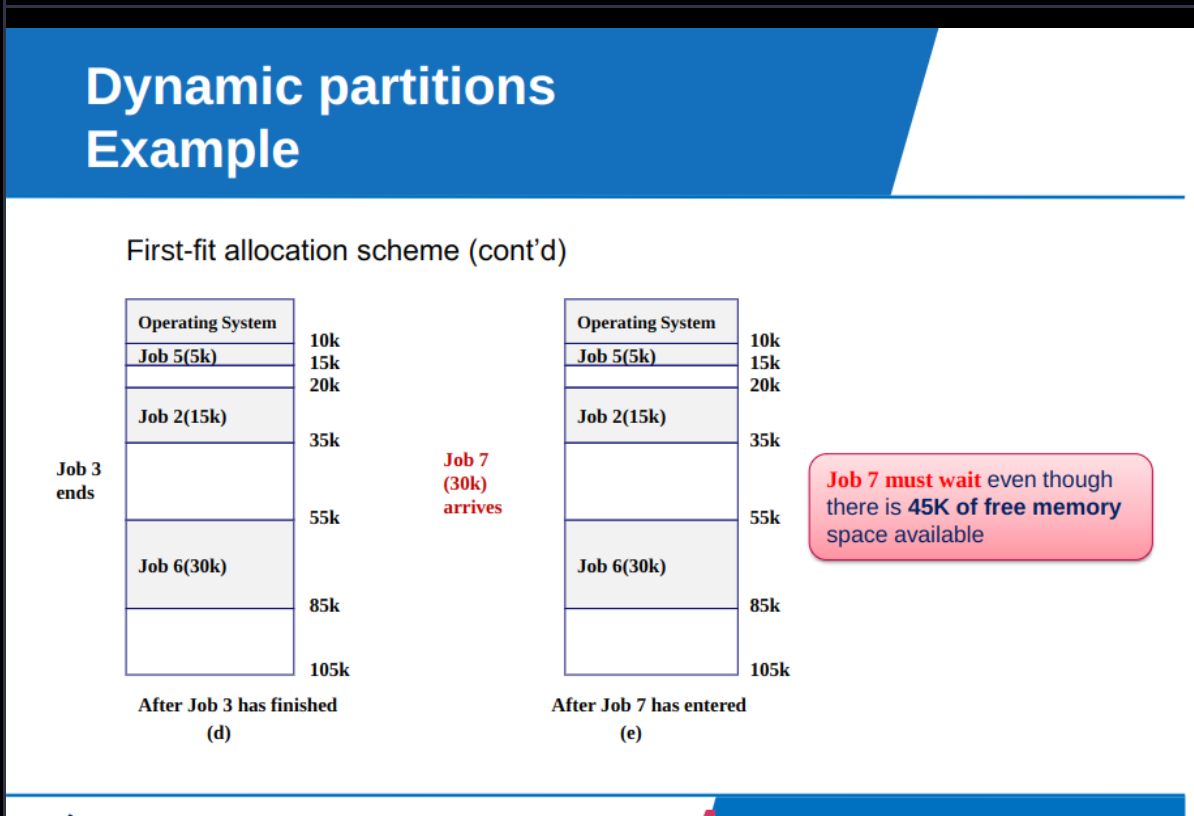 Dynamic partitions
Example
First-fit allocation scheme (cont’d)
Job 3
ends
Operating System
10k
Job 5(5k)
15k
20k
Job 2(15k)
35k
55k
Job 6(30k)
85k
105k
After Job 3 has finished
(d)
Job 7
(30k)
arrives
Operating System
10k
Job 5(5k)
15k
20k
Job 2(15k)
35k
55k
Job 6(30k)
85k
105k
After Job 7 has entered
(e)
Job 7 must wait even though
there is 45K of free memory
space available